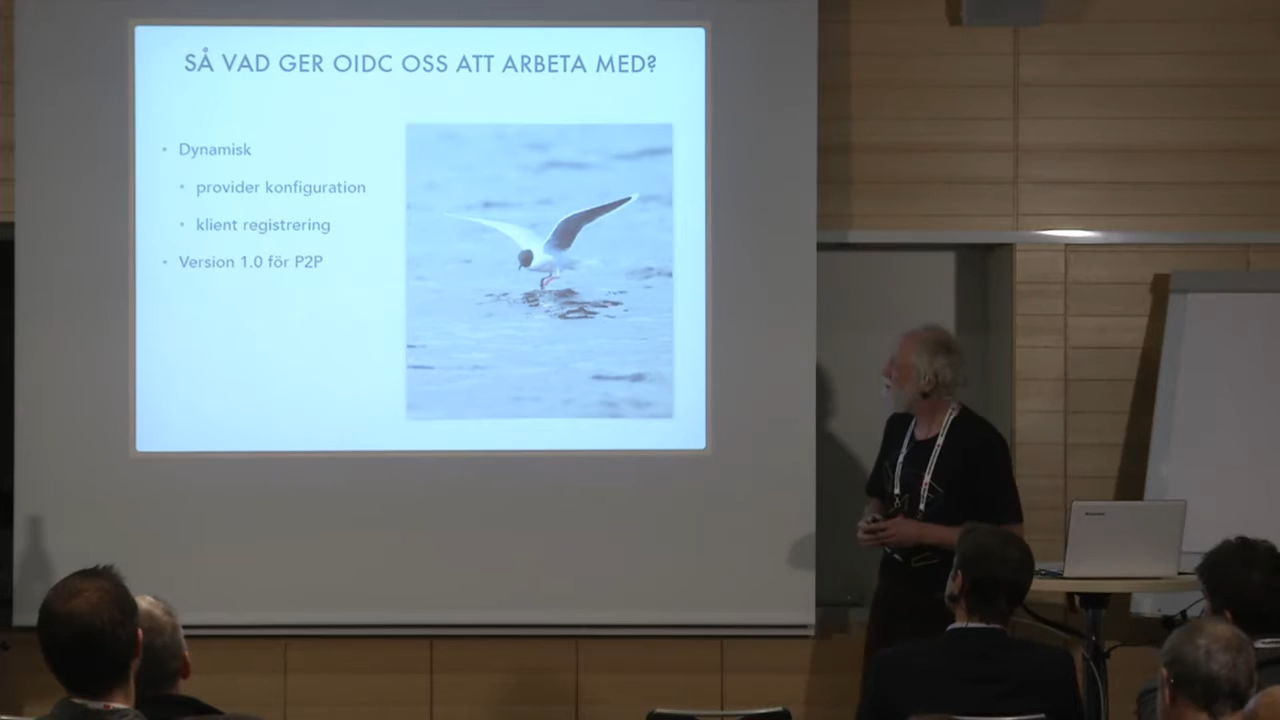 SÅ VAD GER OIDC OSS ATT ARBETA MED?
• Dynamisk
• provider konfiguration
• klient registrering
• Version 1.0 för P2P